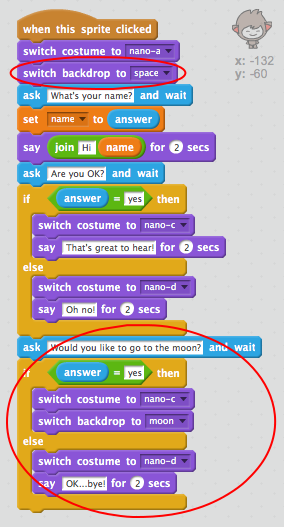 when this sprite clicked
switch costume to nano-a
x: -132
switch backdrop to space
y: -60
ask What's your name? and wait
set name to answer
say join Hi name for 2 secs
ask Are you OK? and wait
if answer = yes then
switch costume to nano-c
say That's great to hear! for 2 secs
else
switch costume to nano-d
say Oh no! for 2 secs
ask Would you like to go to the moon? and wait
if answer = yes then
switch costume to nano-c
switch backdrop to moon
else
switch costume to nano-d
say OK...bye! for 2 secs